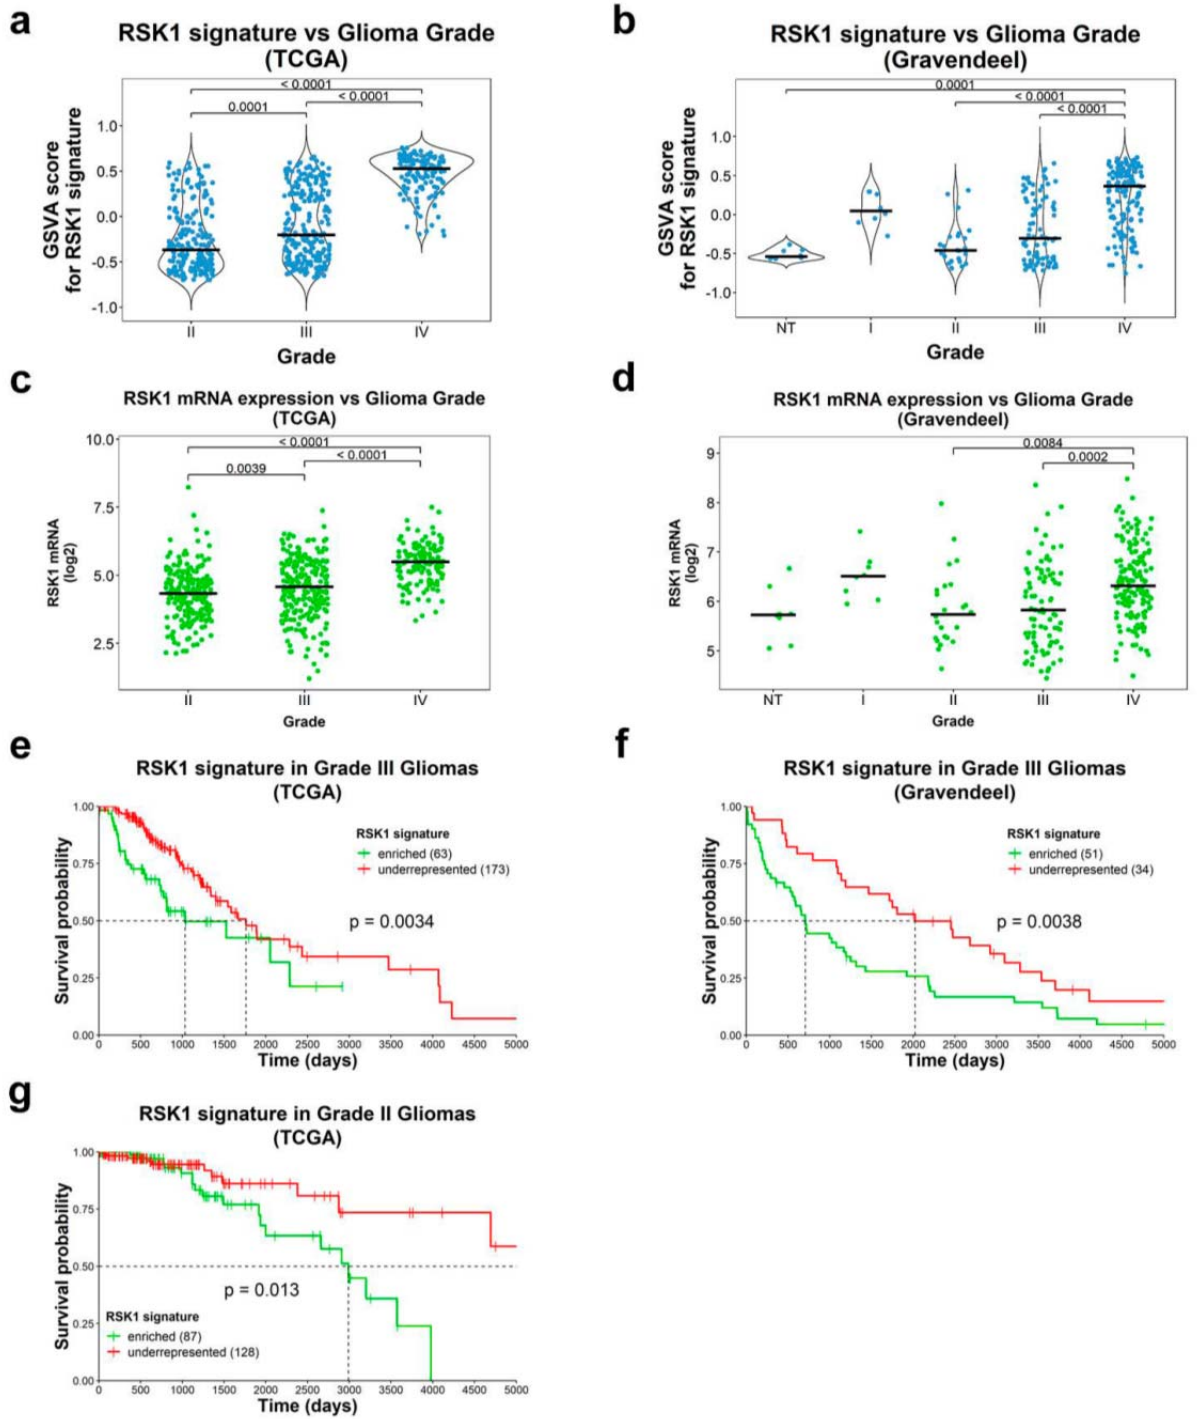 a
RSK1 signature vs Glioma Grade
(TCGA)
GSVA score
for RSK1 signature
< 0.0001
< 0.0001
0.0001
1.0
0.5
0.0
-0.5
-1.0
II
III
IV
Grade
b
RSK1 signature vs Glioma Grade
(Gravendeel)
GSVA score
for RSK1 signature
0.0001
< 0.0001
< 0.0001
1.0
0.5
0.0
-0.5
-1.0
NT
I
II
III
IV
Grade
c
RSK1 mRNA expression vs Glioma Grade
(TCGA)
RSK1 mRNA
(log2)
10.0
7.5
5.0
2.5
< 0.0001
< 0.0001
0.0039
II
III
IV
Grade
d
RSK1 mRNA expression vs Glioma Grade
(Gravendeel)
RSK1 mRNA
(log2)
9
8
7
6
5
0.0084
0.0002
NT
I
II
III
IV
Grade
e
RSK1 signature in Grade III Gliomas
(TCGA)
Survival probability
1.00
0.75
0.50
0.25
0.00
RSK1 signature
enriched (63)
underrepresented (173)
p = 0.0034
0 500 1000 1500 2000 2500 3000 3500 4000 4500 5000
Time (days)
f
RSK1 signature in Grade III Gliomas
(Gravendeel)
Survival probability
1.00
0.75
0.50
0.25
0.00
RSK1 signature
enriched (51)
underrepresented (34)
p = 0.0038
0 500 1000 1500 2000 2500 3000 3500 4000 4500 5000
Time (days)
g
RSK1 signature in Grade II Gliomas
(TCGA)
Survival probability
1.00
0.75
0.50
0.25
0.00
p = 0.013
RSK1 signature
enriched (87)
underrepresented (128)
0 500 1000 1500 2000 2500 3000 3500 4000 4500 5000
Time (days)